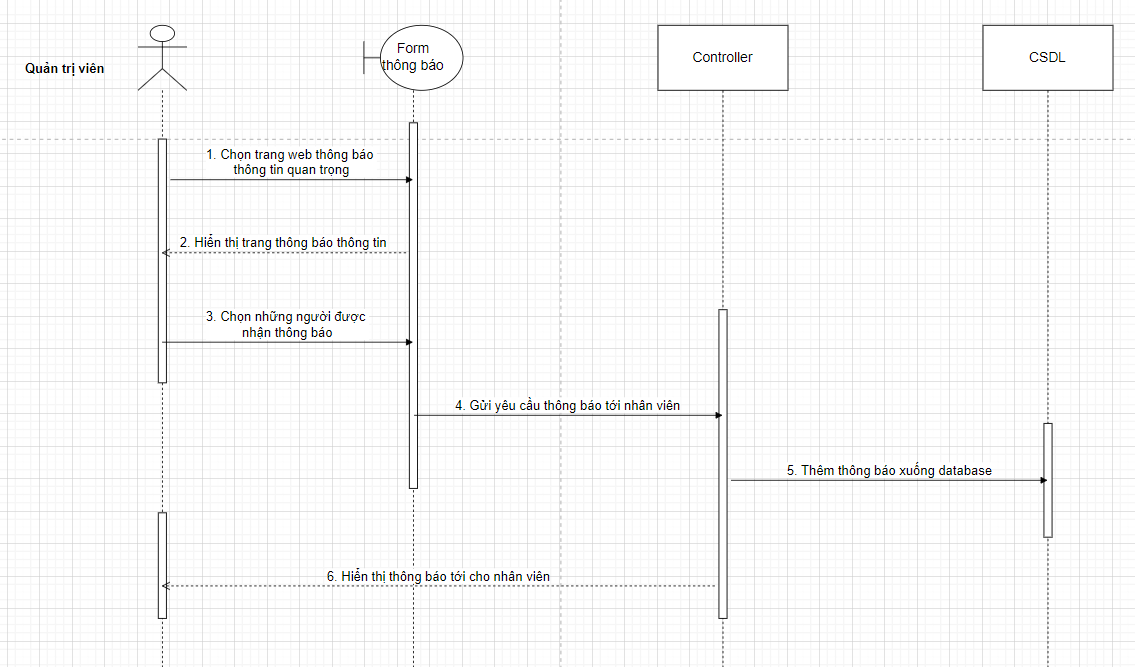 Quản trị viên
Form
thông báo
Controller
CSDL
1. Chọn trang web thông báo
thông tin quan trọng
2. Hiển thị trang thông báo thông tin
3. Chọn những người được
nhận thông báo
4. Gửi yêu cầu thông báo tới nhân viên
5. Thêm thông báo xuống database
6. Hiển thị thông báo tới cho nhân viên